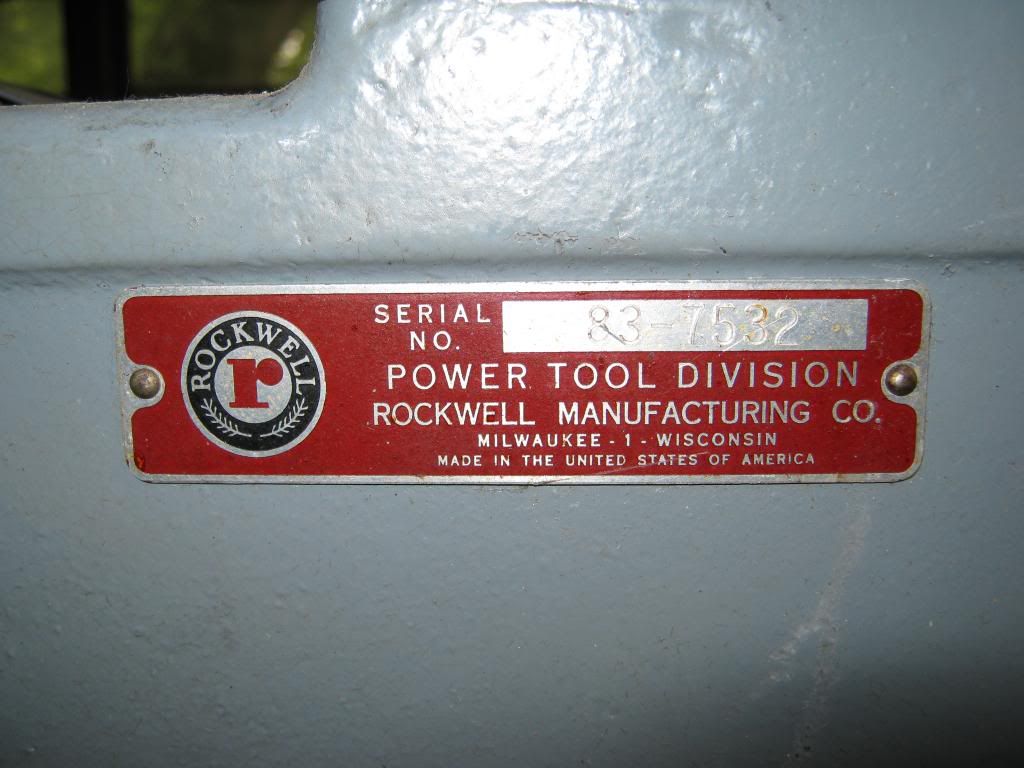 ROCKWELL
r
SERIAL NO. 83-7532
POWER TOOL DIVISION
ROCKWELL MANUFACTURING CO.
MILWAUKEE - 1 - WISCONSIN
MADE IN THE UNITED STATES OF AMERICA